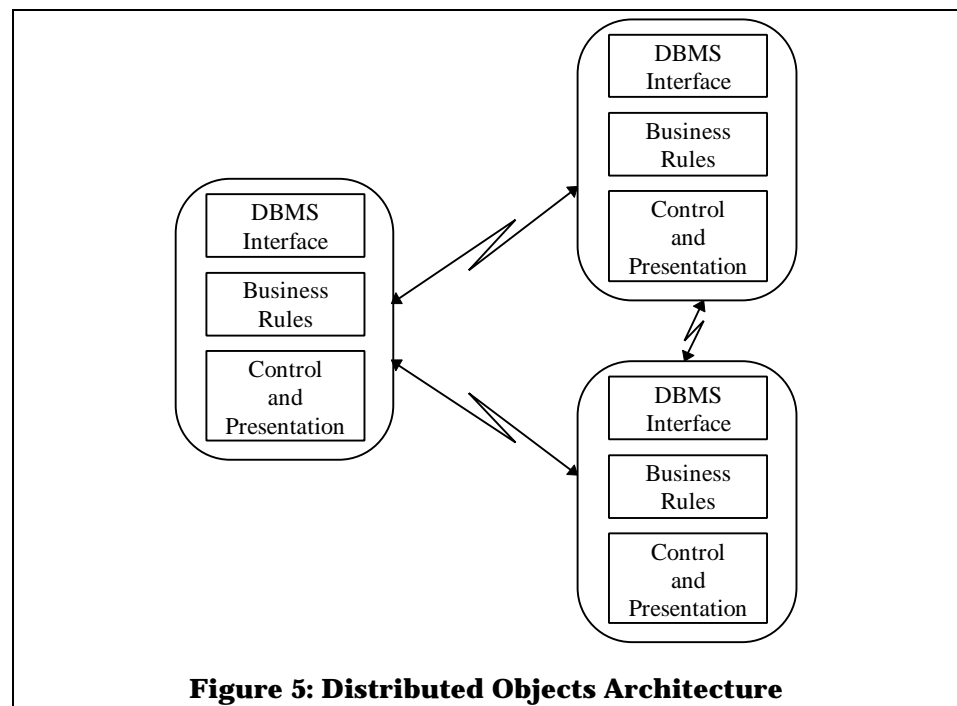 DBMS
Interface
Business
Rules
Control
and
Presentation
DBMS
Interface
Business
Rules
Control
and
Presentation
DBMS
Interface
Business
Rules
Control
and
Presentation
Figure 5: Distributed Objects Architecture